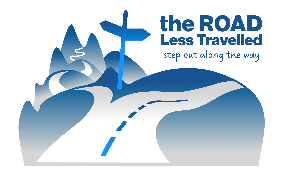 the ROAD
Less Travelled
step out along the way